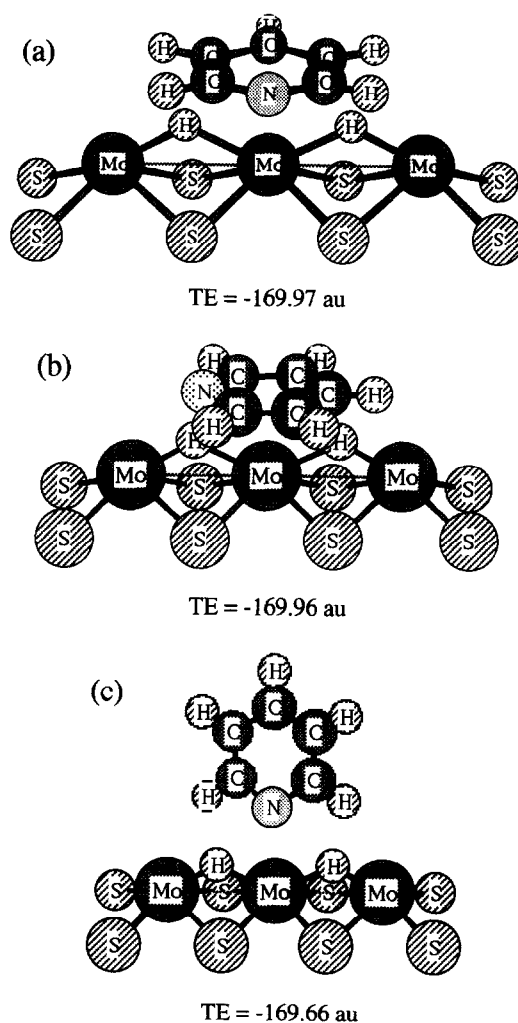 (a)
H
H C C C H
H C N C H
H H
Mo Mo Mo
S S S S
S S S S
TE = -169.97 au
(b)
H C C H
N C H
C C
H H H H
Mo Mo Mo
S S S S
S S S S
TE = -169.96 au
(c)
H
H C H
C C
C C
H N H
H H
S Mo S Mo S Mo S
S S S S
TE = -169.66 au